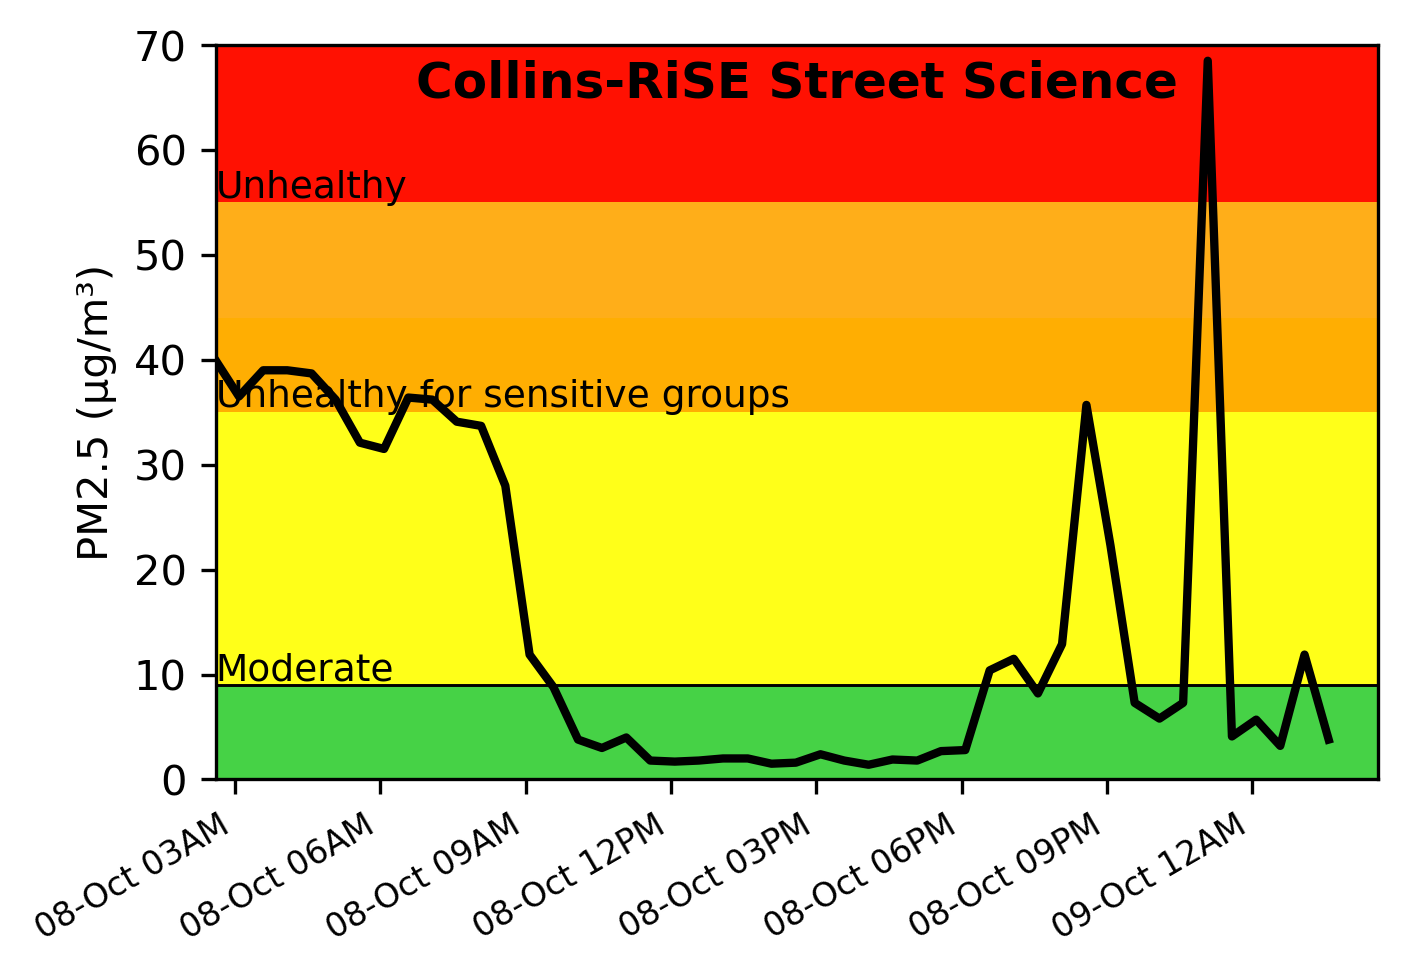 Collins-RiSE Street Science
PM2.5 (µg/m³)
70
60
50
40
30
20
10
0
Unhealthy
Unhealthy for sensitive groups
Moderate
08-Oct 03AM
08-Oct 06AM
08-Oct 09AM
08-Oct 12PM
08-Oct 03PM
08-Oct 06PM
08-Oct 09PM
09-Oct 12AM